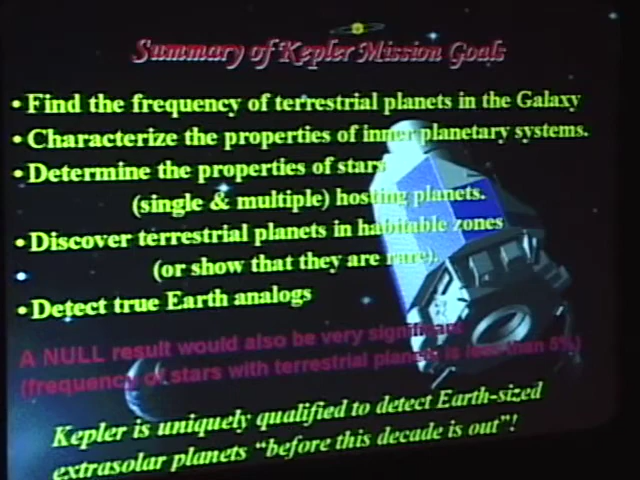 Summary of Kepler Mission Goals
• Find the frequency of terrestrial planets in the Galaxy
• Characterize the properties of inner planetary systems.
• Determine the properties of stars
(single & multiple) hosting planets.
• Discover terrestrial planets in habitable zones
(or show that they are rare).
• Detect true Earth analogs
A NULL result would also be very significant
(frequency of stars with terrestrial planets is less than 5%)
Kepler is uniquely qualified to detect Earth-sized
extrasolar planets “before this decade is out”!